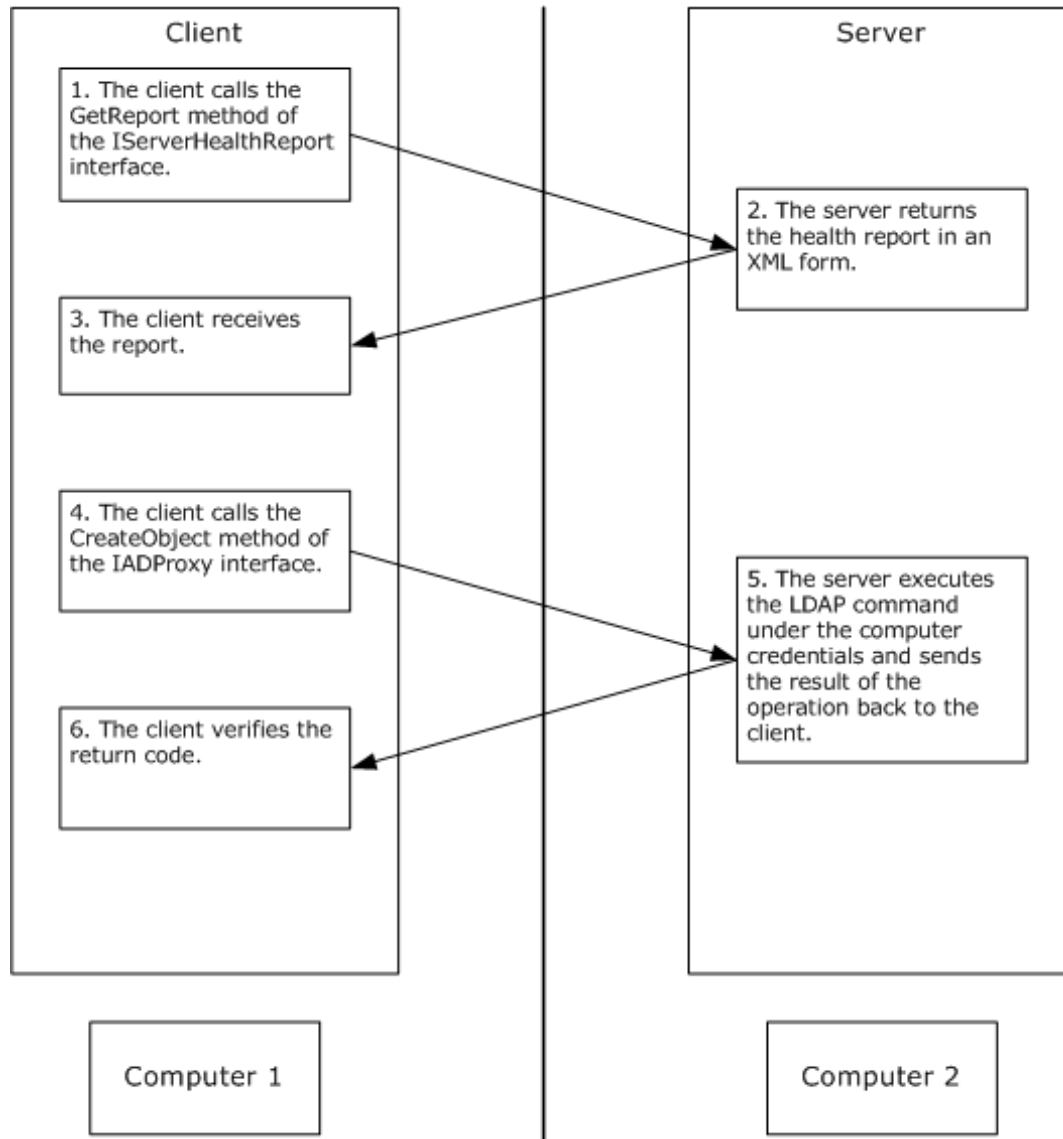 Client
Server
1. The client calls the
GetReport method of
the IServerHealthReport
interface.
2. The server returns
the health report in an
XML form.
3. The client receives
the report.
4. The client calls the
CreateObject method of
the IADProxy interface.
5. The server executes
the LDAP command
under the computer
credentials and sends
the result of the
operation back to the
client.
6. The client verifies the
return code.
Computer 1
Computer 2